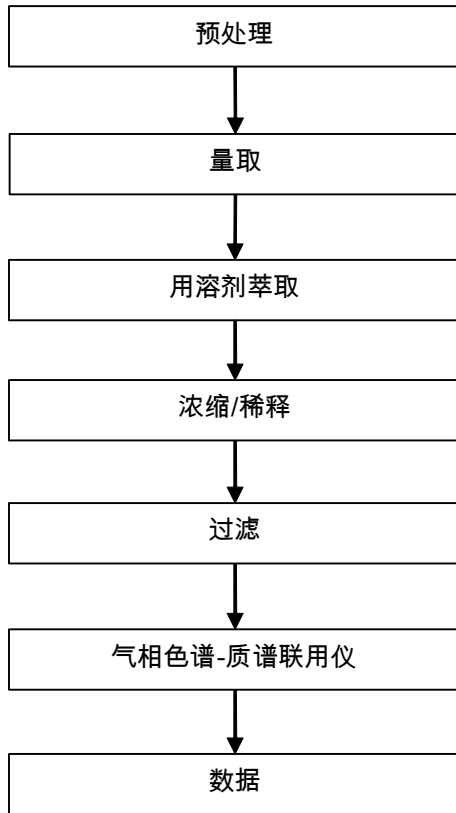 预处理
量取
用溶剂萃取
浓缩/稀释
过滤
气相色谱-质谱联用仪
数据